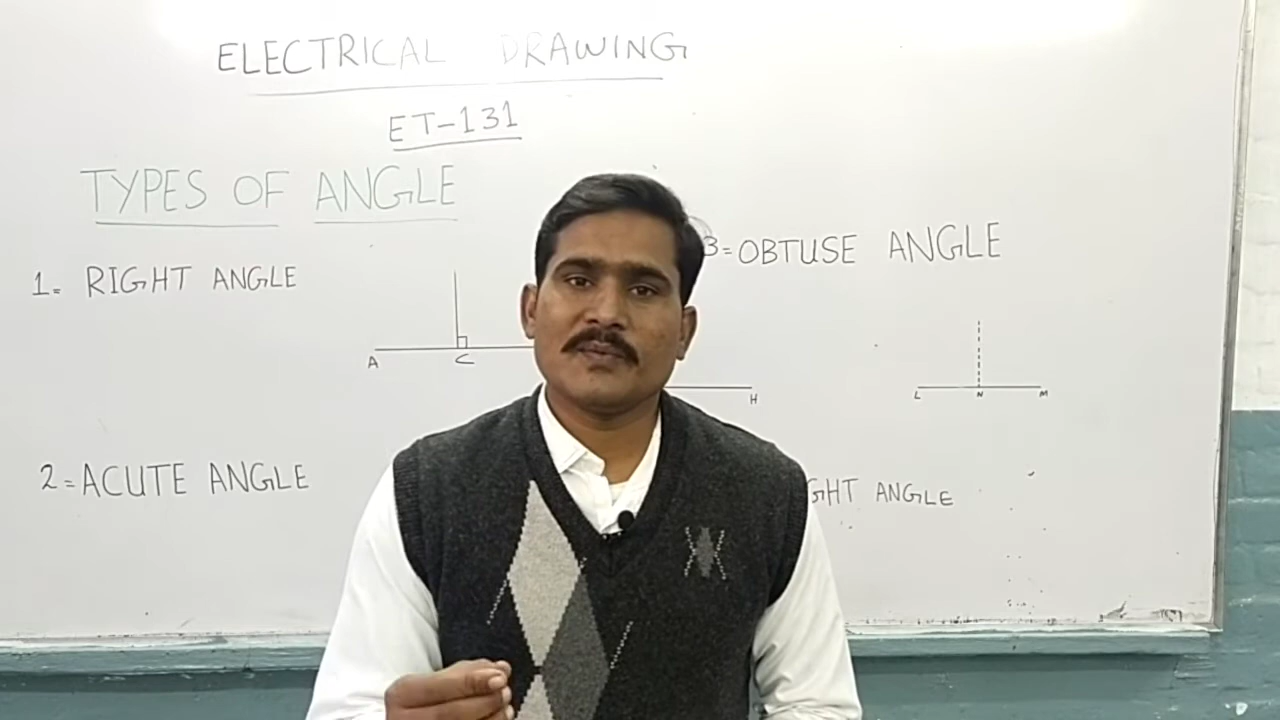 ELECTRICAL DRAWING
ET-131
TYPES OF ANGLE
1= RIGHT ANGLE
A C
2=ACUTE ANGLE
3=OBTUSE ANGLE
H
L N M
GHT ANGLE